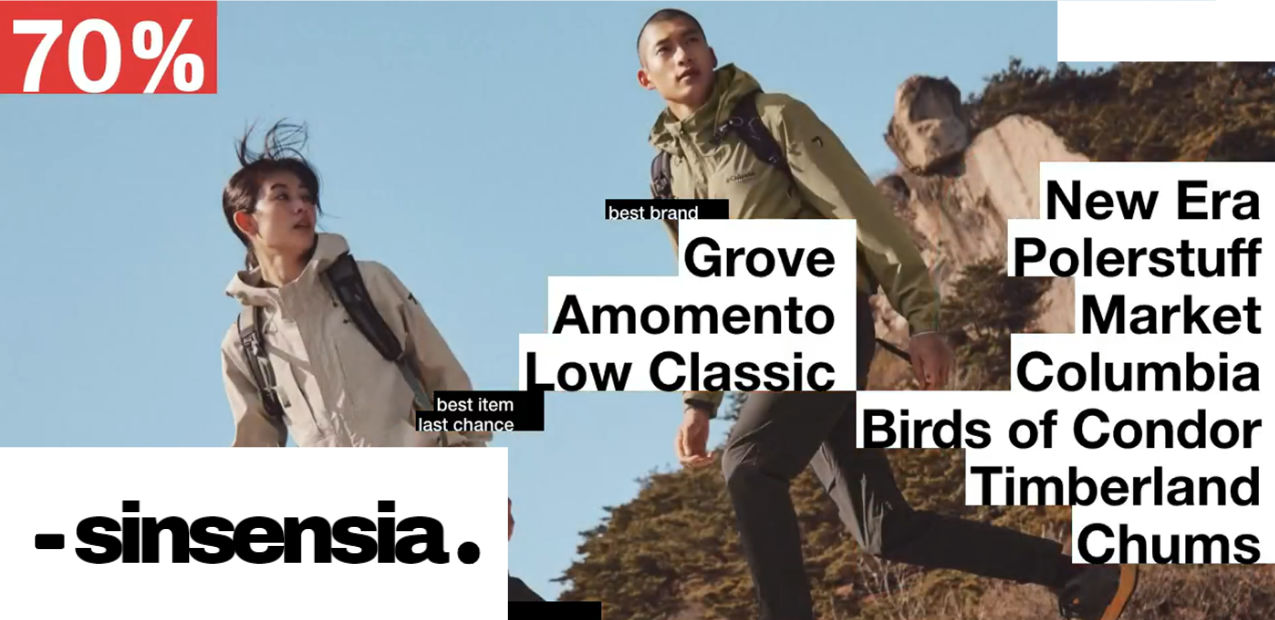 70%
best brand
Grove
Amomento
Low Classic
best item
last chance
New Era
Polerstuff
Market
Columbia
Birds of Condor
Timberland
Chums
- sinsensia.